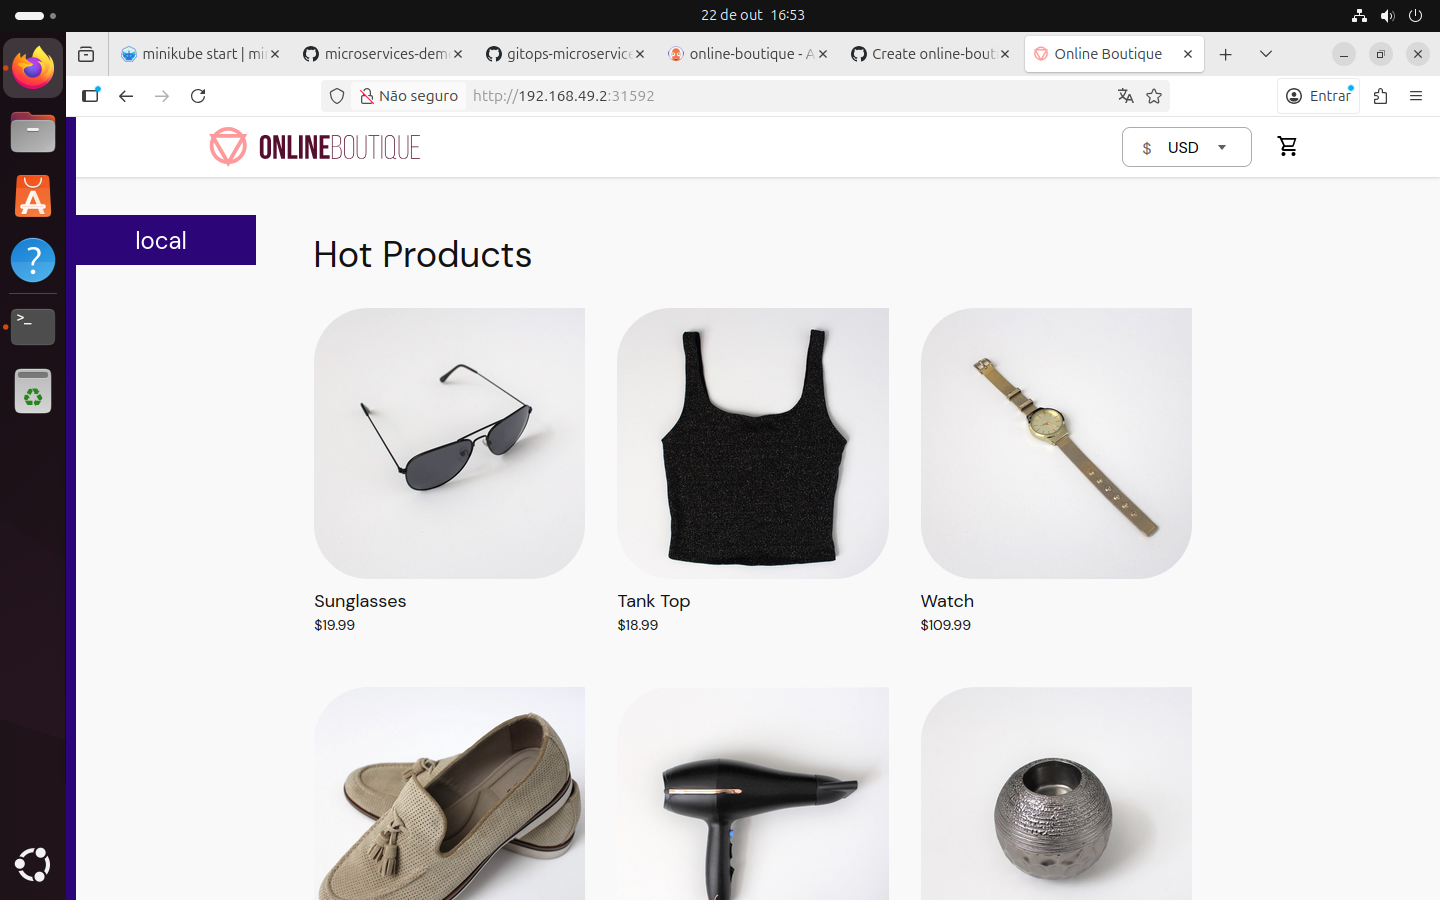 22 de out 16:53
minikube start | mi
microservices-dem
gitops-microservice
online-boutique - A
Create online-bout
Online Boutique
Não seguro
http://192.168.49.2:31592
Entrar
ONLINEBOUTIQUE
$ USD
local
Hot Products
Sunglasses
$19.99
Tank Top
$18.99
Watch
$109.99